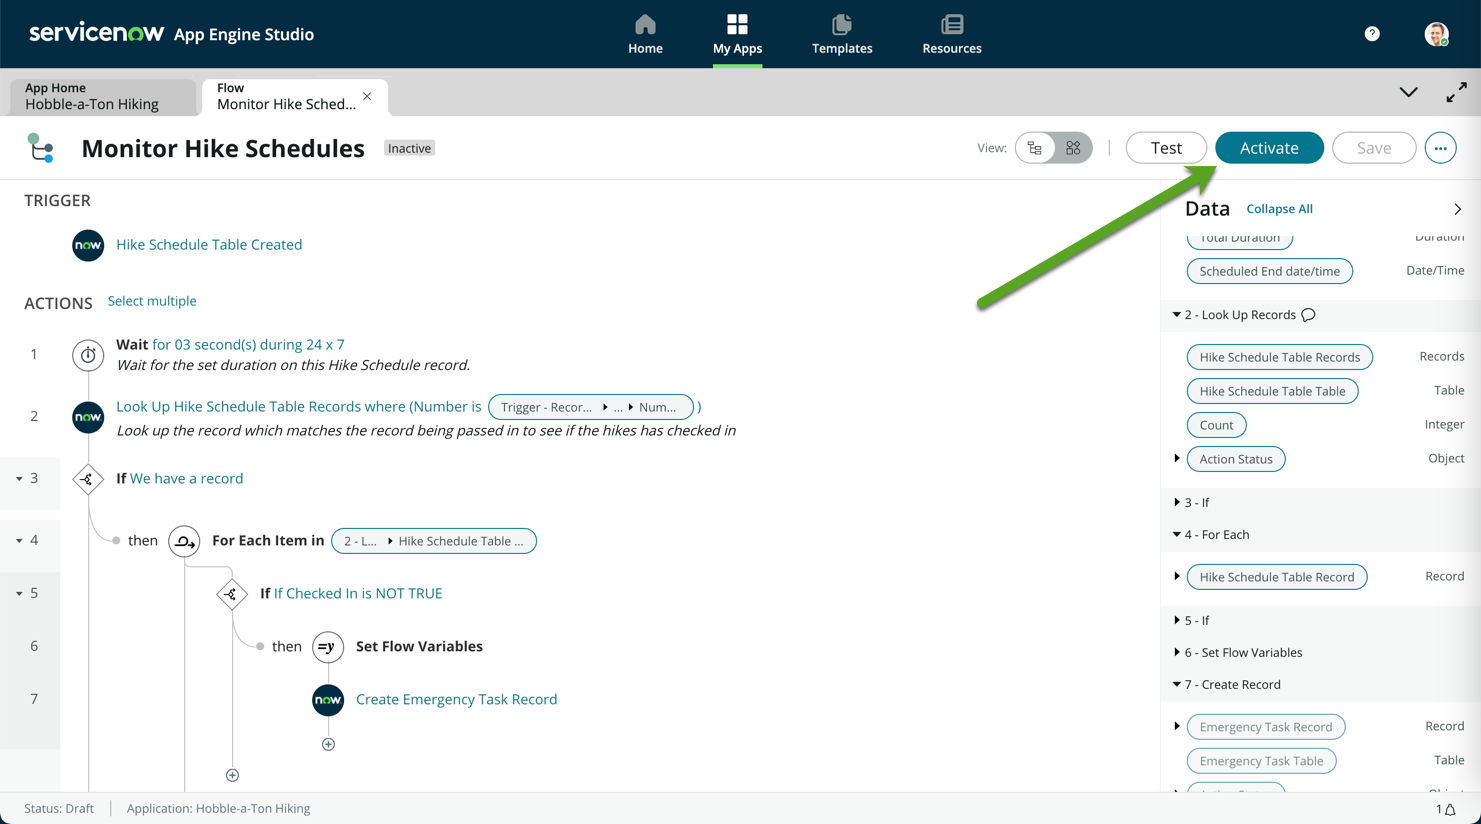 servicenow App Engine Studio
Home
My Apps
Templates
Resources
?
App Home
Hobble-a-Ton Hiking
Flow
Monitor Hike Sched...
Monitor Hike Schedules
Inactive
View:
Test
Activate
Save
TRIGGER
now
Hike Schedule Table Created
ACTIONS
Select multiple
1
Wait for 03 second(s) during 24 x 7
Wait for the set duration on this Hike Schedule record.
2
now
Look Up Hike Schedule Table Records where (Number is Trigger - Recor... ... Num... )
Look up the record which matches the record being passed in to see if the hikes has checked in
3
If We have a record
4
then
For Each Item in 2 - L... Hike Schedule Table ...
5
If If Checked In is NOT TRUE
6
then
=y
Set Flow Variables
7
now
Create Emergency Task Record
Data
Collapse All
Total Duration
Duration
Scheduled End date/time
Date/Time
2 - Look Up Records
Hike Schedule Table Records
Records
Hike Schedule Table Table
Table
Count
Integer
Action Status
Object
3 - If
4 - For Each
Hike Schedule Table Record
Record
5 - If
6 - Set Flow Variables
7 - Create Record
Emergency Task Record
Record
Emergency Task Table
Table
Status: Draft
Application: Hobble-a-Ton Hiking
1